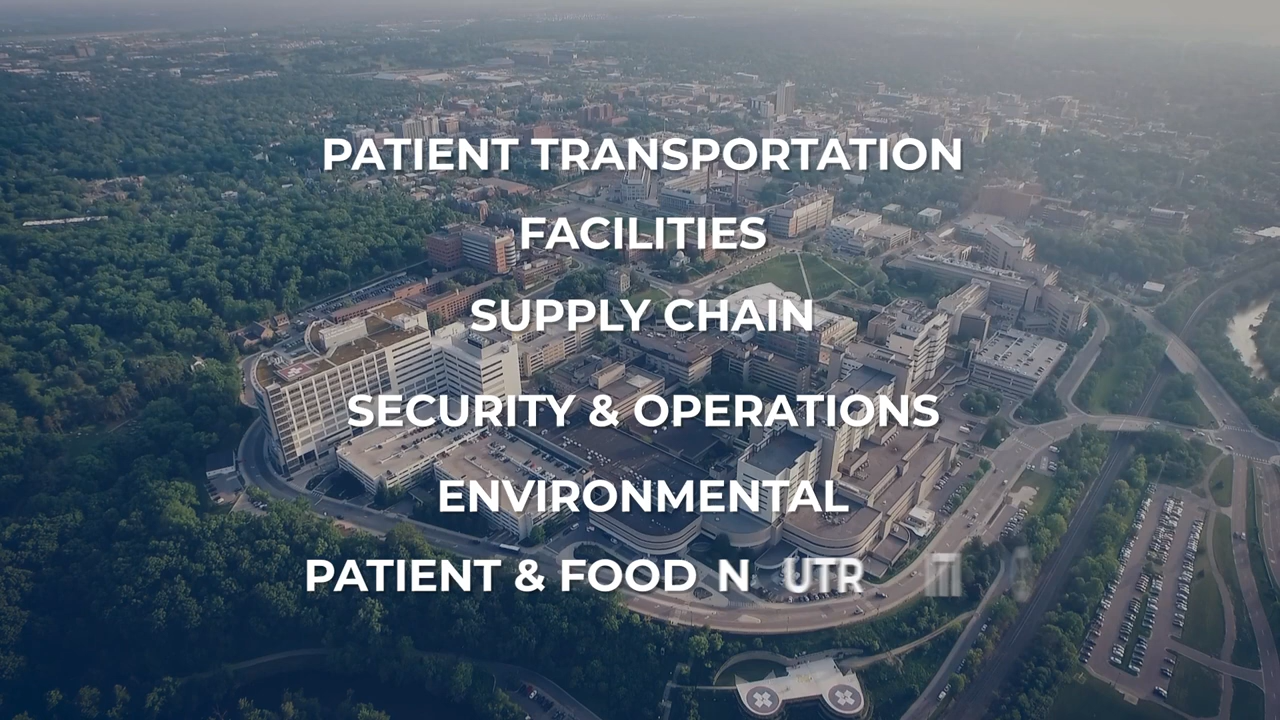 PATIENT TRANSPORTATION
FACILITIES
SUPPLY CHAIN
SECURITY & OPERATIONS
ENVIRONMENTAL
PATIENT & FOOD